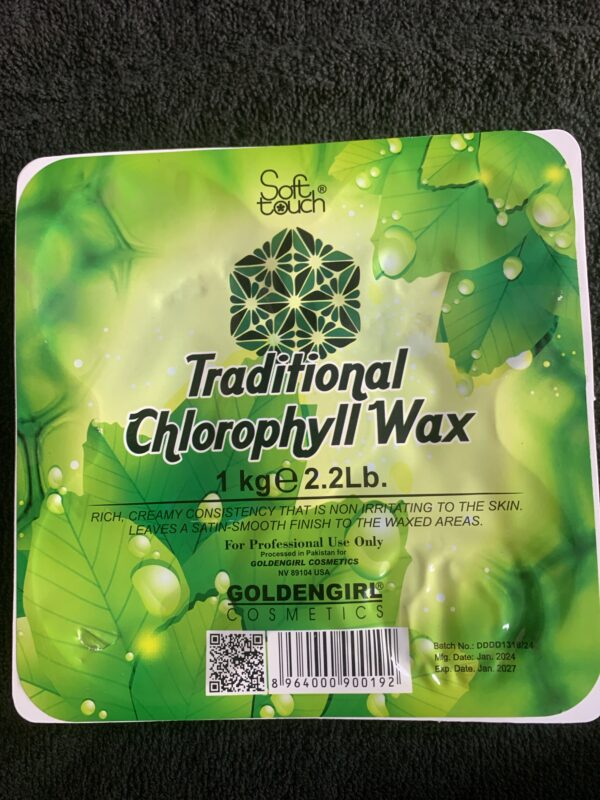 Soft®
touch
Traditional
Chlorophyll Wax
1 kg e 2.2Lb.
RICH, CREAMY CONSISTENCY THAT IS NON IRRITATING TO THE SKIN.
LEAVES A SATIN-SMOOTH FINISH TO THE WAXED AREAS.
For Professional Use Only
Processed in Pakistan for
GOLDENGIRL COSMETICS
NV 89104 USA
GOLDENGIRL®
COSMETICS
8 964000 900192
Batch No.: DDDD1318/24
Mfg. Date: Jan. 2024
Exp. Date. Jan. 2027